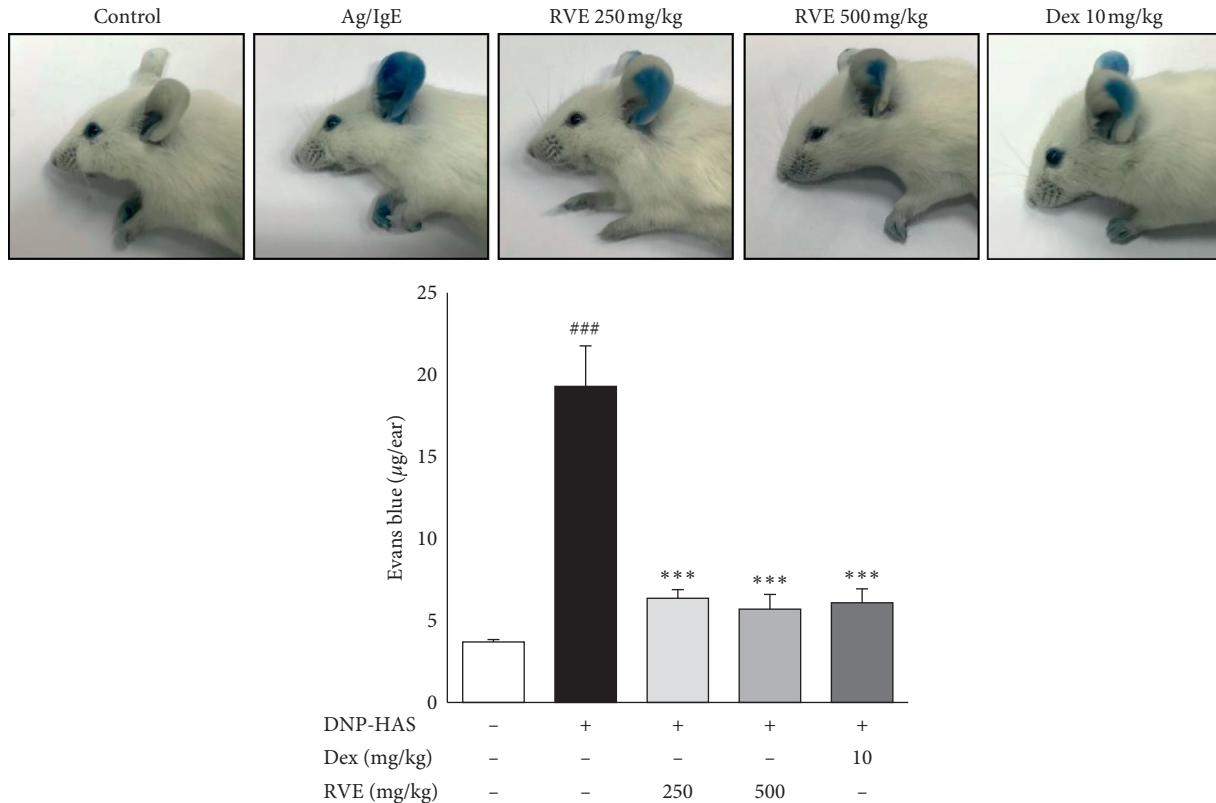 Control Ag/IgE RVE 250 mg/kg RVE 500 mg/kg Dex 10 mg/kg
25
20
15
10
5
0
Evans blue (μg/ear)
###
*** *** ***
DNP-HAS – + + + +
Dex (mg/kg) – – – – 10
RVE (mg/kg) – – 250 500 –